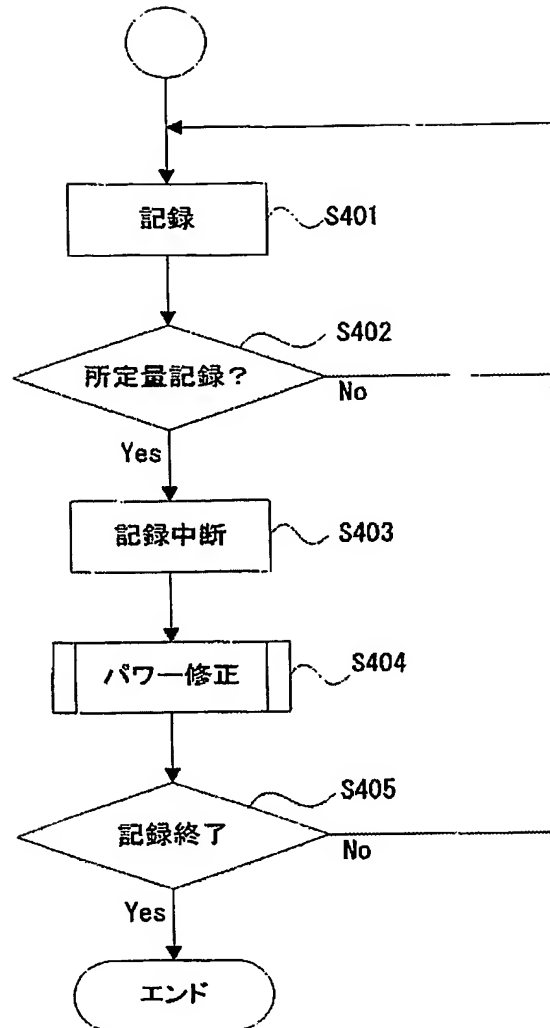 記録
S401
所定量記録？
S402
No
Yes
記録中断
S403
パワー修正
S404
記録終了
S405
No
Yes
エンド